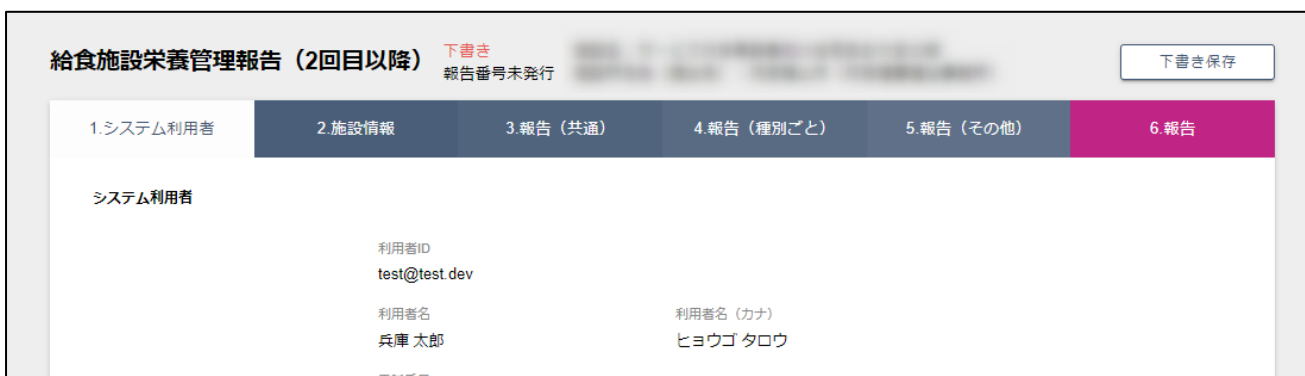 給食施設栄養管理報告（2回目以降）
下書き
報告番号未発行
下書き保存
1.システム利用者
2.施設情報
3.報告（共通）
4.報告（種別ごと）
5.報告（その他）
6.報告
システム利用者
利用者ID
test@test.dev
利用者名
利用者名（カナ）
兵庫 太郎
ヒョウゴ タロウ